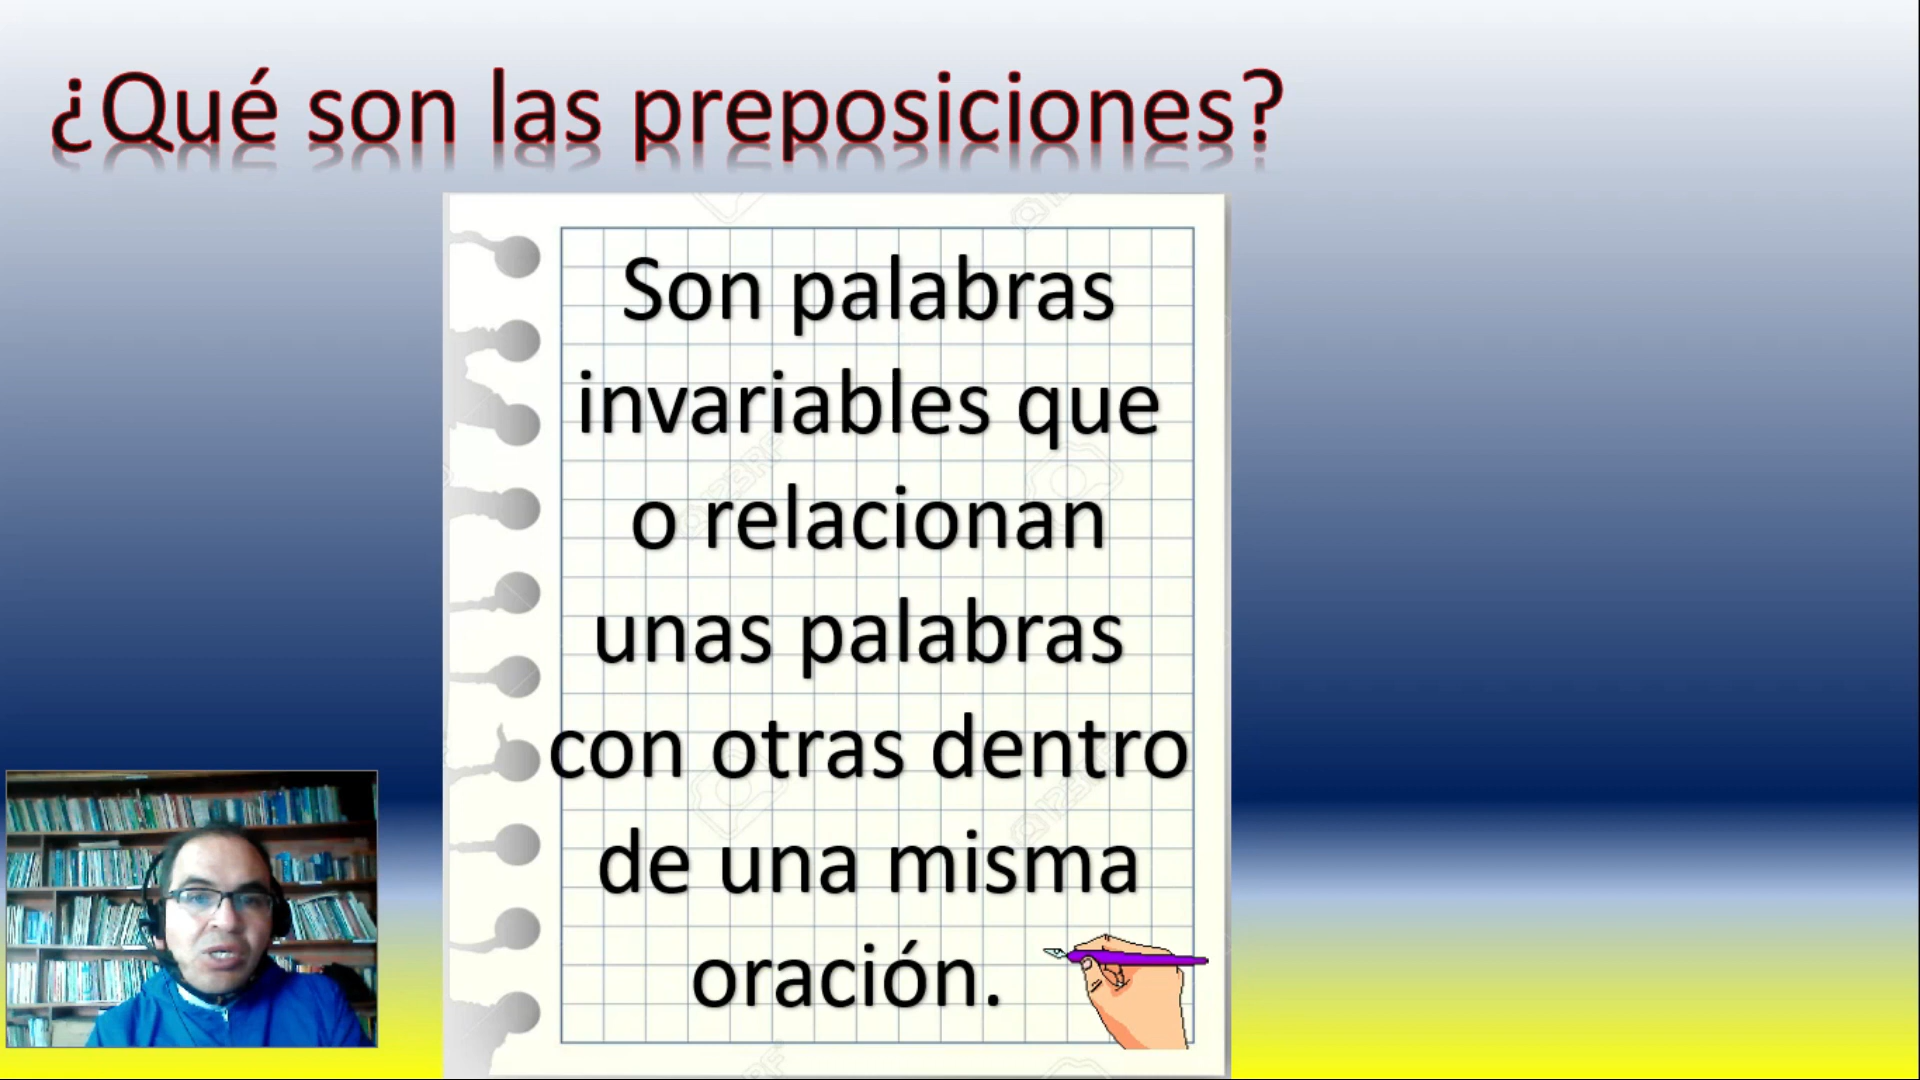 ¿Qué son las preposiciones?
Son palabras
invariables que
o relacionan
unas palabras
con otras dentro
de una misma
oración.